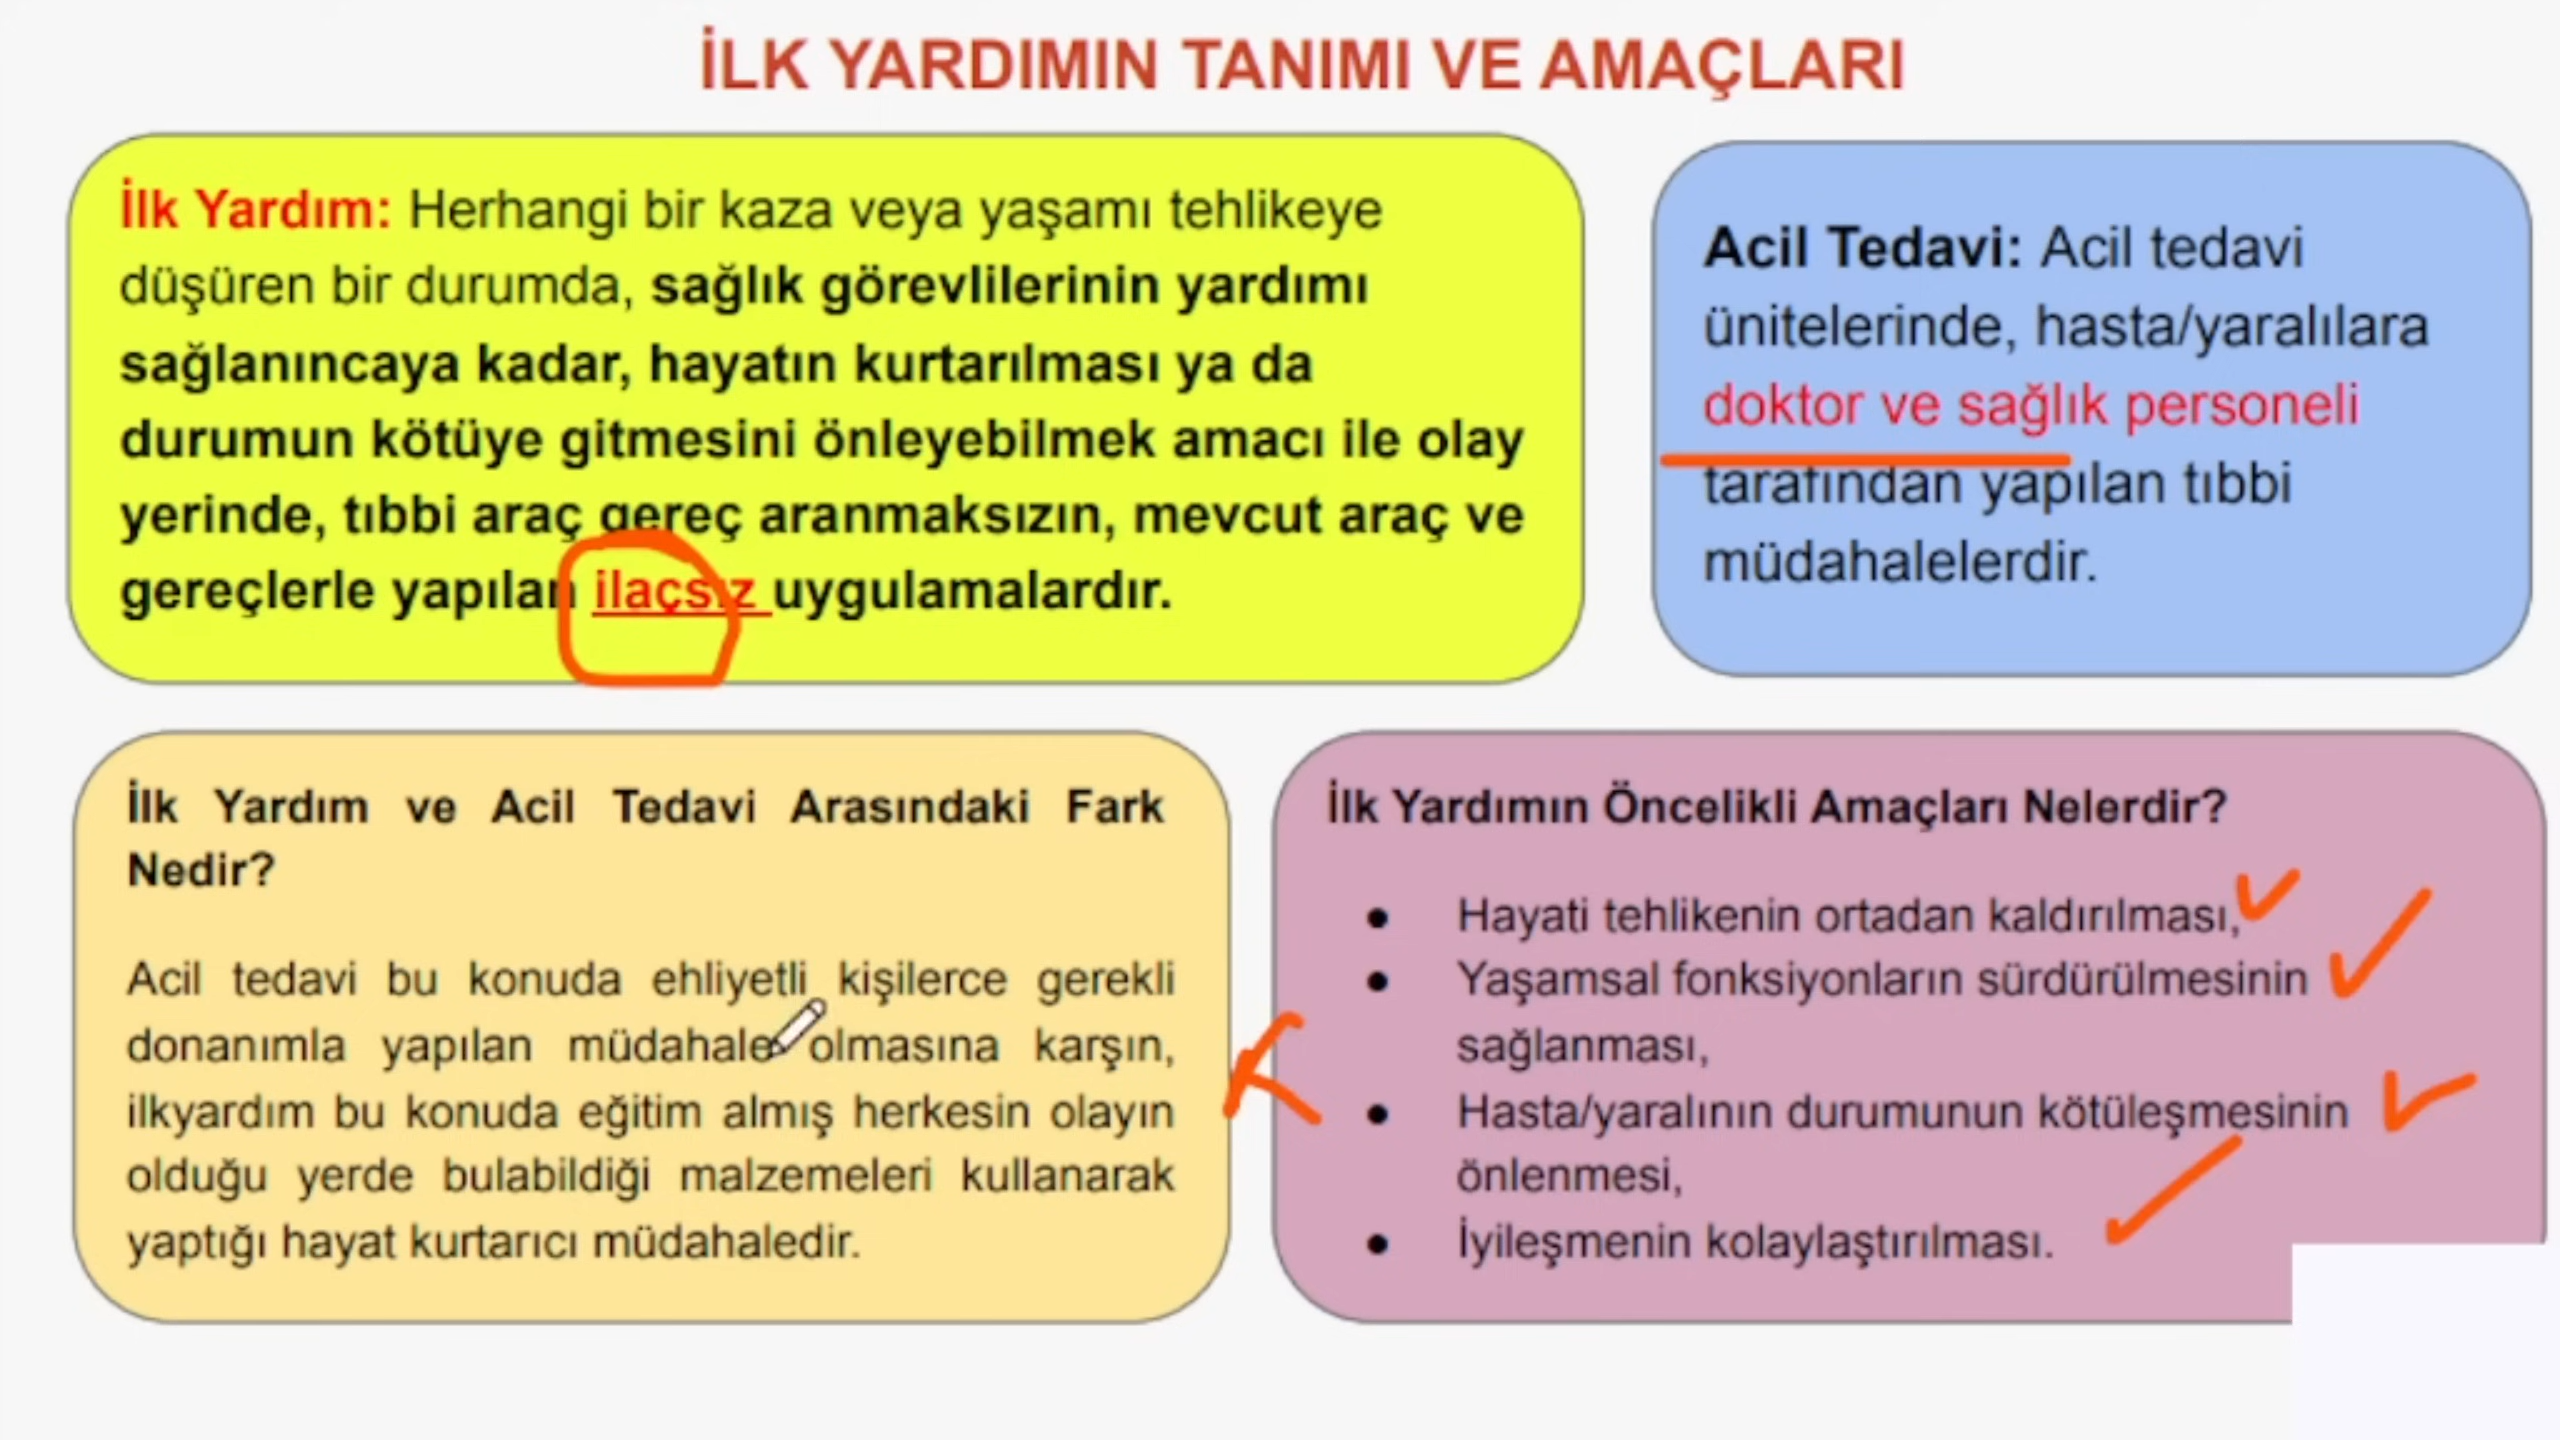 İLK YARDIMIN TANIMI VE AMAÇLARI
İlk Yardım: Herhangi bir kaza veya yaşamı tehlikeye
düşüren bir durumda, sağlık görevlilerinin yardımı
sağlanıncaya kadar, hayatın kurtarılması ya da
durumun kötüye gitmesini önleyebilmek amacı ile olay
yerinde, tıbbi araç gereç aranmaksızın, mevcut araç ve
gereçlerle yapılan ilaçsız uygulamalardır.
Acil Tedavi: Acil tedavi
ünitelerinde, hasta/yaralılara
doktor ve sağlık personeli
tarafından yapılan tıbbi
müdahalelerdir.
İlk Yardım ve Acil Tedavi Arasındaki Fark
Nedir?
Acil tedavi bu konuda ehliyetli kişilerce gerekli
donanımla yapılan müdahale olmasına karşın,
ilkyardım bu konuda eğitim almış herkesin olayın
olduğu yerde bulabildiği malzemeleri kullanarak
yaptığı hayat kurtarıcı müdahaledir.
İlk Yardımın Öncelikli Amaçları Nelerdir?
● Hayati tehlikenin ortadan kaldırılması,
● Yaşamsal fonksiyonların sürdürülmesinin
sağlanması,
● Hasta/yaralının durumunun kötüleşmesinin
önlenmesi,
● İyileşmenin kolaylaştırılması.